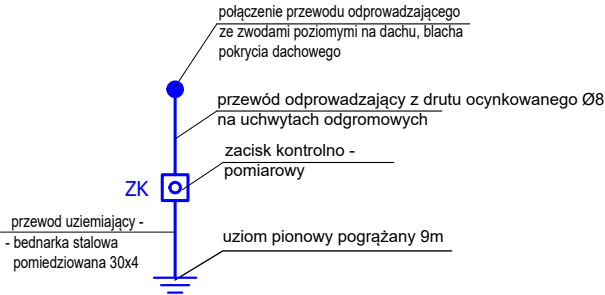 połączenie przewodu odprowadzającego
ze zwodami poziomymi na dachu, blacha
pokrycia dachowego
przewód odprowadzający z drutu ocynkowanego Ø8
na uchwytach odgromowych
zacisk kontrolno -
pomiarowy
ZK
przewod uziemiający -
- bednarka stalowa
pomiedziowana 30x4
uziom pionowy pogrążany 9m